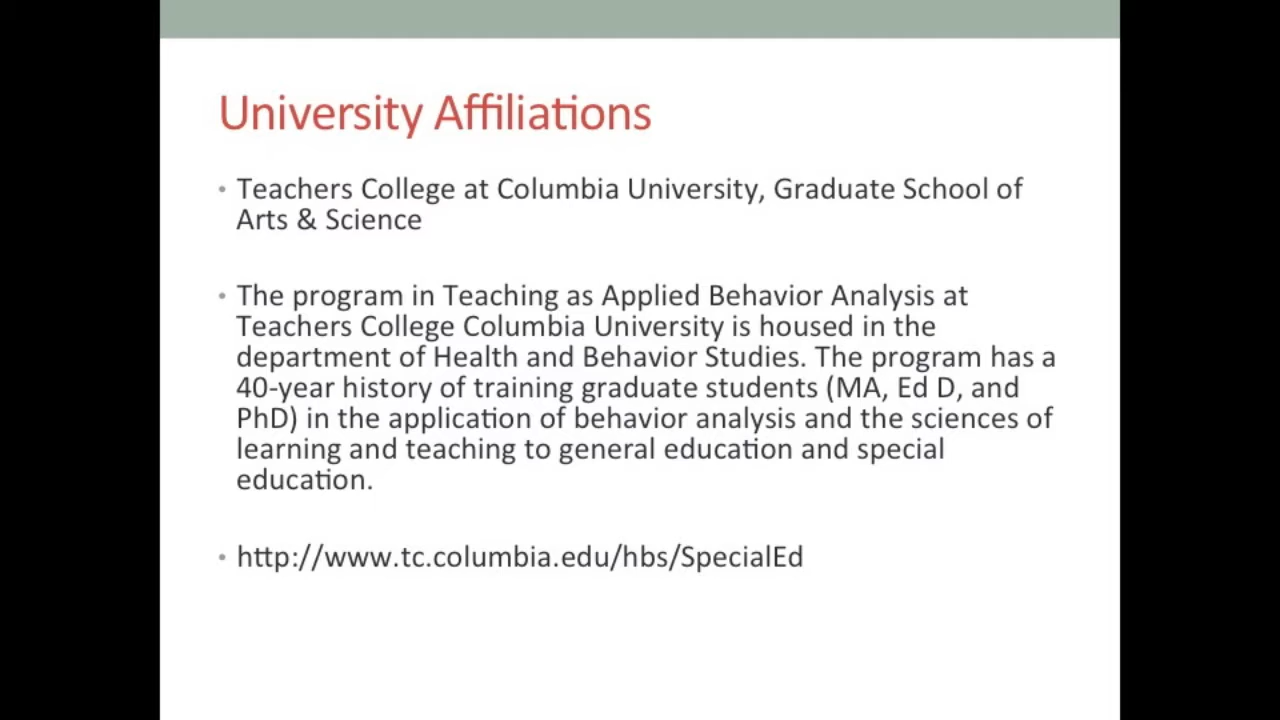 University Affiliations
• Teachers College at Columbia University, Graduate School of
Arts & Science
• The program in Teaching as Applied Behavior Analysis at
Teachers College Columbia University is housed in the
department of Health and Behavior Studies. The program has a
40-year history of training graduate students (MA, Ed D, and
PhD) in the application of behavior analysis and the sciences of
learning and teaching to general education and special
education.
• http://www.tc.columbia.edu/hbs/SpecialEd